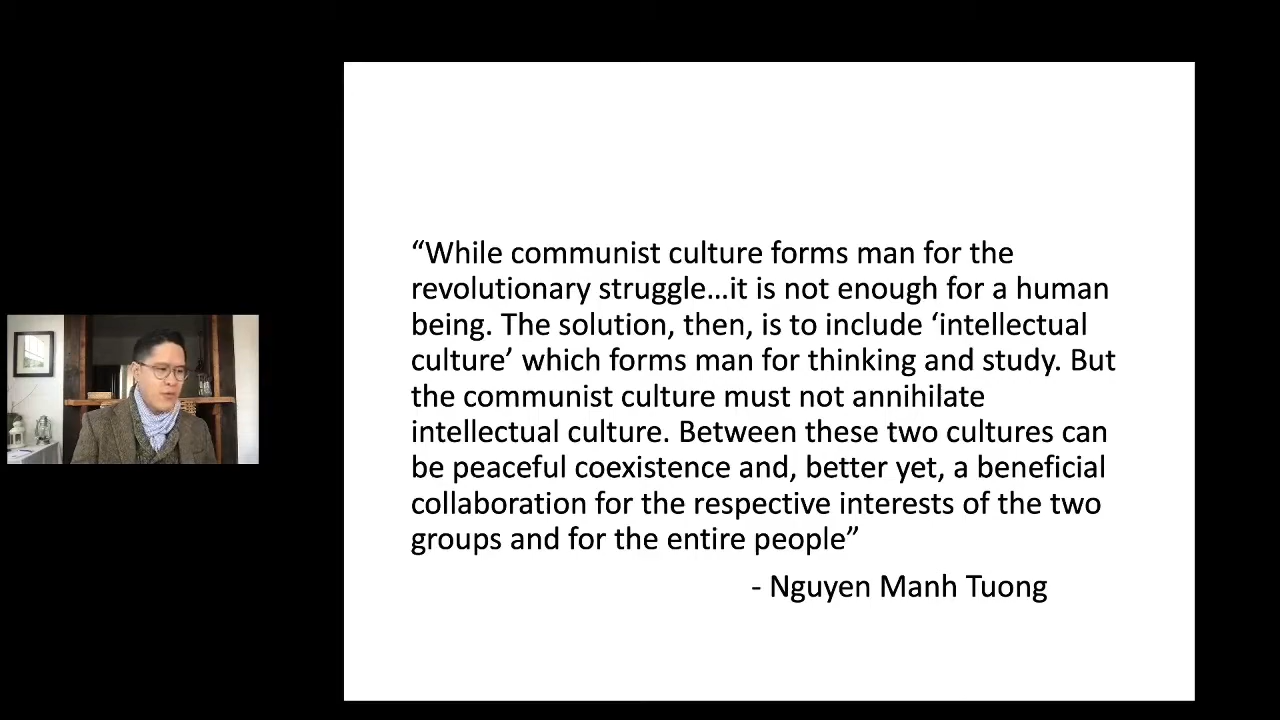 “While communist culture forms man for the
revolutionary struggle…it is not enough for a human
being. The solution, then, is to include ‘intellectual
culture’ which forms man for thinking and study. But
the communist culture must not annihilate
intellectual culture. Between these two cultures can
be peaceful coexistence and, better yet, a beneficial
collaboration for the respective interests of the two
groups and for the entire people”
- Nguyen Manh Tuong